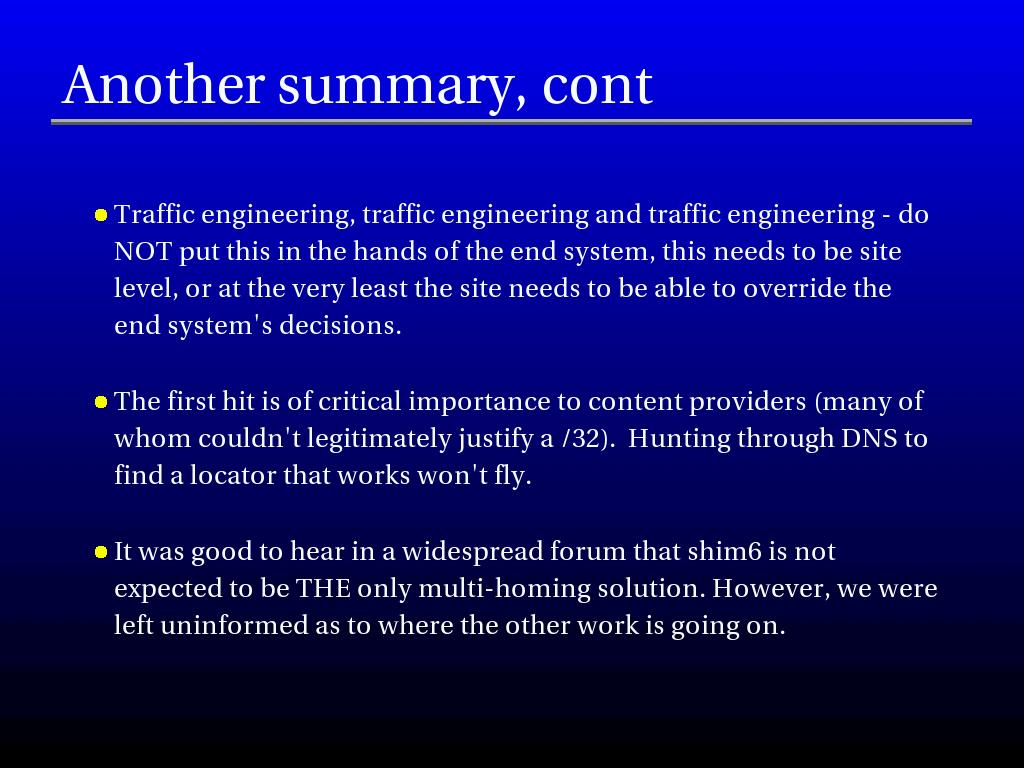 Another summary, cont
Traffic engineering, traffic engineering and traffic engineering - do
NOT put this in the hands of the end system, this needs to be site
level, or at the very least the site needs to be able to override the
end system's decisions.
The first hit is of critical importance to content providers (many of
whom couldn't legitimately justify a /32).  Hunting through DNS to
find a locator that works won't fly.
It was good to hear in a widespread forum that shim6 is not
expected to be THE only multi-homing solution. However, we were
left uninformed as to where the other work is going on.